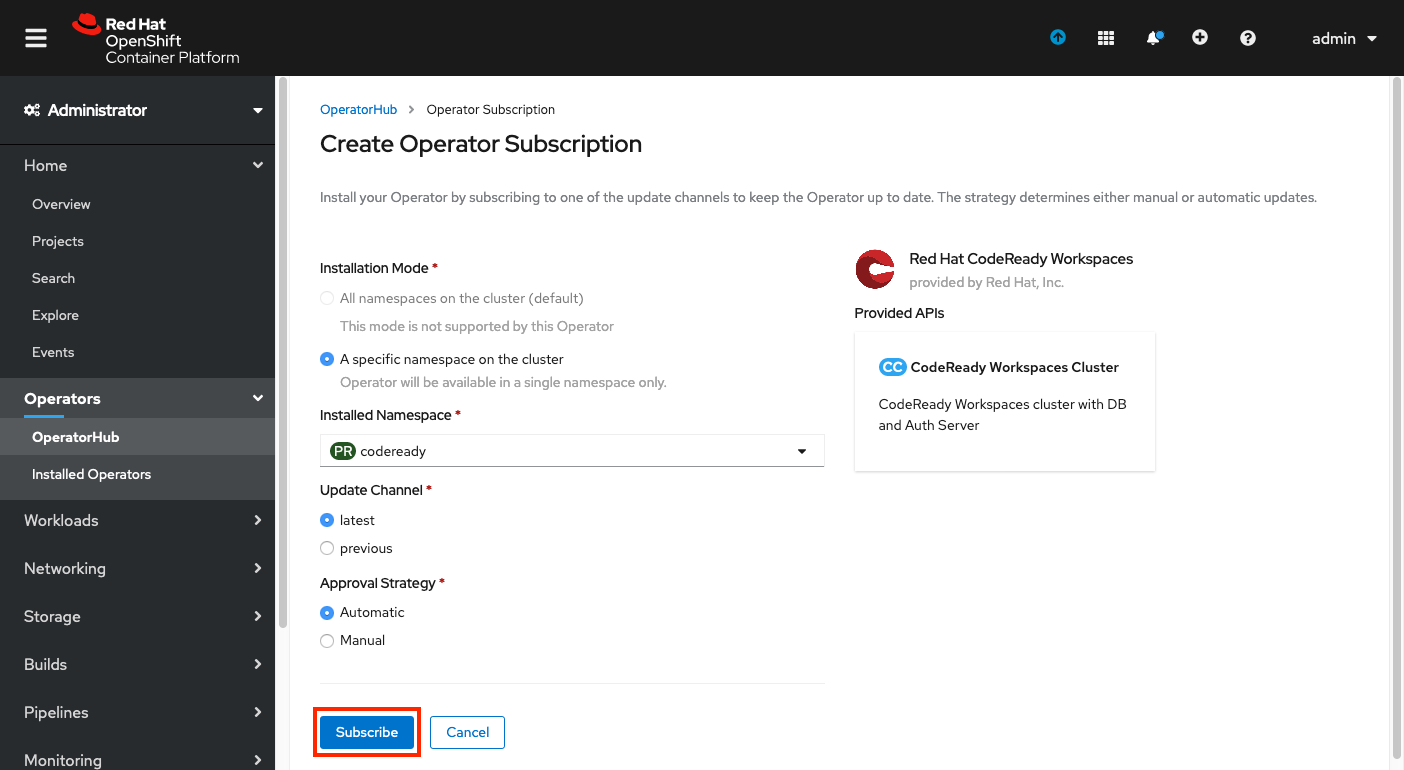 Red Hat
OpenShift
Container Platform
admin
Administrator
Home
Overview
Projects
Search
Explore
Events
Operators
OperatorHub
Installed Operators
Workloads
Networking
Storage
Builds
Pipelines
Monitoring
OperatorHub > Operator Subscription
Create Operator Subscription
Install your Operator by subscribing to one of the update channels to keep the Operator up to date. The strategy determines either manual or automatic updates.
Installation Mode *
All namespaces on the cluster (default)
This mode is not supported by this Operator
A specific namespace on the cluster
Operator will be available in a single namespace only.
Installed Namespace *
PR codeready
Update Channel *
latest
previous
Approval Strategy *
Automatic
Manual
Subscribe
Cancel
Red Hat CodeReady Workspaces
provided by Red Hat, Inc.
Provided APIs
CC CodeReady Workspaces Cluster
CodeReady Workspaces cluster with DB
and Auth Server